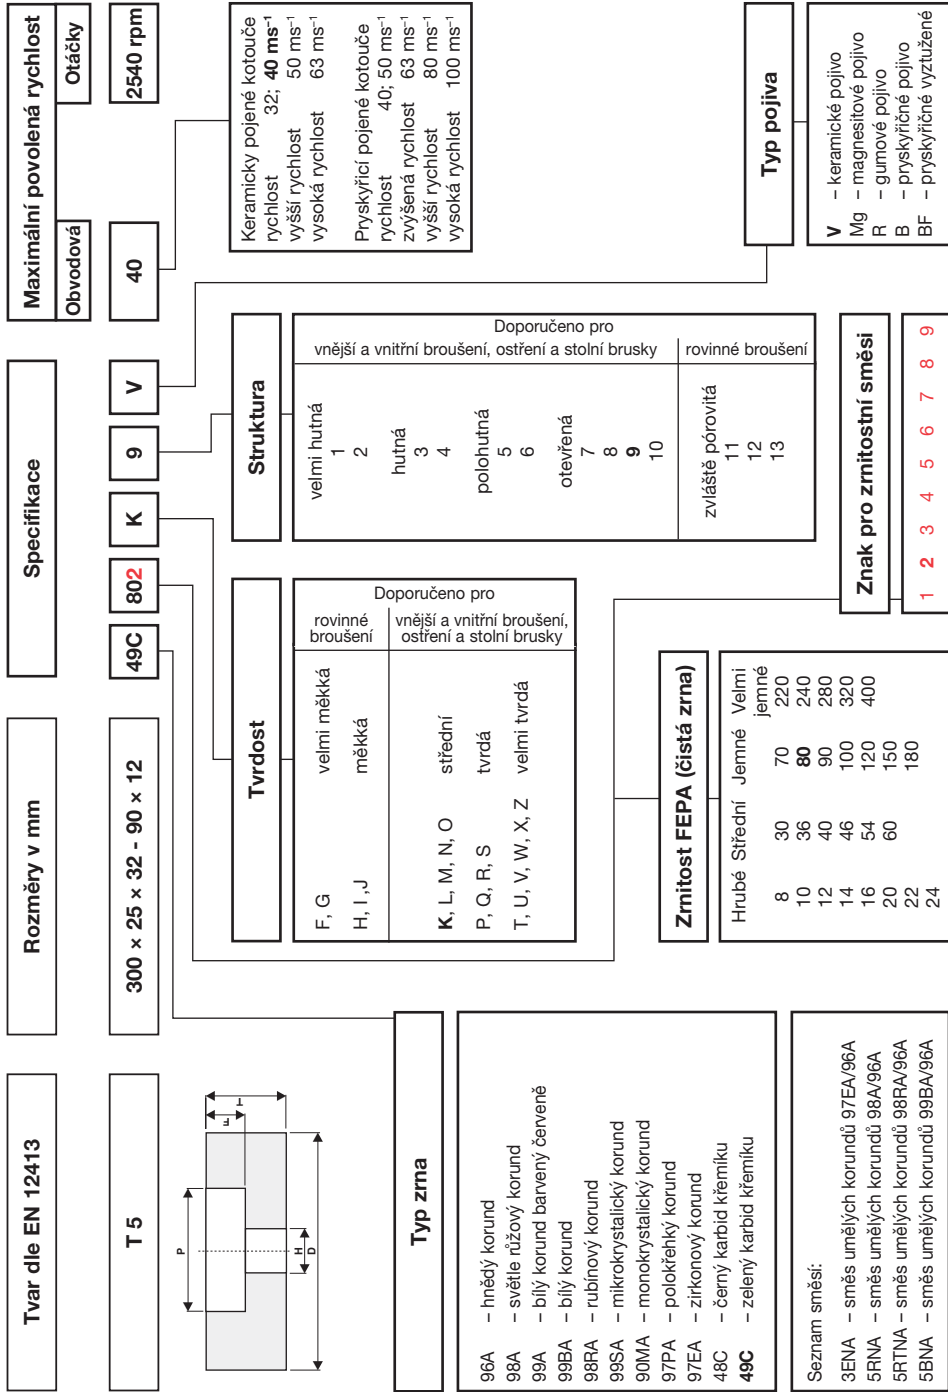 Tvar dle EN 12413
Rozměry v mm
Specifikace
Maximální povolená rychlost
Obvodová
Otáčky
T 5
300 × 25 × 32 - 90 × 12
49C
802
K
9
V
40
2540 rpm
P
F
T
H
D
Typ zrna
96A – hnědý korund
98A – světle růžový korund
99A – bílý korund barvený červeně
99BA – bílý korund
98RA – rubínový korund
99SA – mikrokrystalický korund
90MA – monokrystalický korund
97PA – polokřehký korund
97EA – zirkonový korund
48C – černý karbid křemíku
49C – zelený karbid křemíku
Seznam směsí:
3ENA – směs umělých korundů 97EA/96A
5RNA – směs umělých korundů 98A/96A
5RTNA – směs umělých korundů 98RA/96A
5BNA – směs umělých korundů 99BA/96A
Tvrdost
Doporučeno pro
F, G velmi měkká
H, I ,J měkká
rovinné
broušení
K, L, M, N, O střední
P, Q, R, S tvrdá
T, U, V, W, X, Z velmi tvrdá
vnější a vnitřní broušení,
ostření a stolní brusky
Zrnitost FEPA (čistá zrna)
Hrubé Střední Jemné Velmi
jemné
8 30 70 220
10 36 80 240
12 40 90 280
14 46 100 320
16 54 120 400
20 60 150
22 180
24
Struktura
Doporučeno pro
vnější a vnitřní broušení, ostření a stolní brusky
velmi hutná
1
2
hutná
3
4
polohutná
5
6
otevřená
7
8
9
10
rovinné broušení
zvláště pórovitá
11
12
13
Znak pro zrnitostní směsi
1 2 3 4 5 6 7 8 9
Keramicky pojené kotouče
rychlost 32; 40 ms⁻¹
vyšší rychlost 50 ms⁻¹
vysoká rychlost 63 ms⁻¹
Pryskyřicí pojené kotouče
rychlost 40; 50 ms⁻¹
zvýšená rychlost 63 ms⁻¹
vyšší rychlost 80 ms⁻¹
vysoká rychlost 100 ms⁻¹
Typ pojiva
V – keramické pojivo
Mg – magnesitové pojivo
R – gumové pojivo
B – pryskyřičné pojivo
BF – pryskyřičné vyztužené